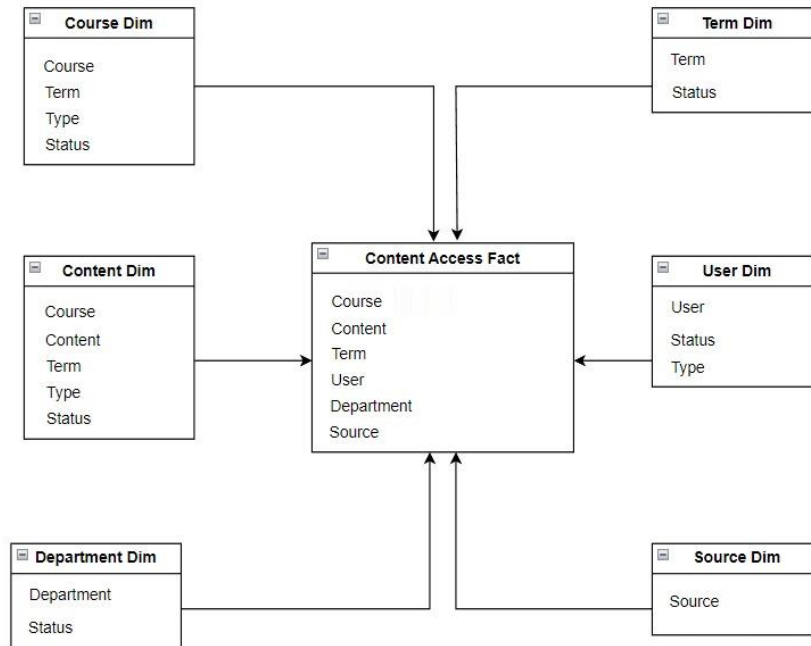 Course Dim
Course
Term
Type
Status
Term Dim
Term
Status
Content Dim
Course
Content
Term
Type
Status
Content Access Fact
Course
Content
Term
User
Department
Source
User Dim
User
Status
Type
Department Dim
Department
Status
Source Dim
Source